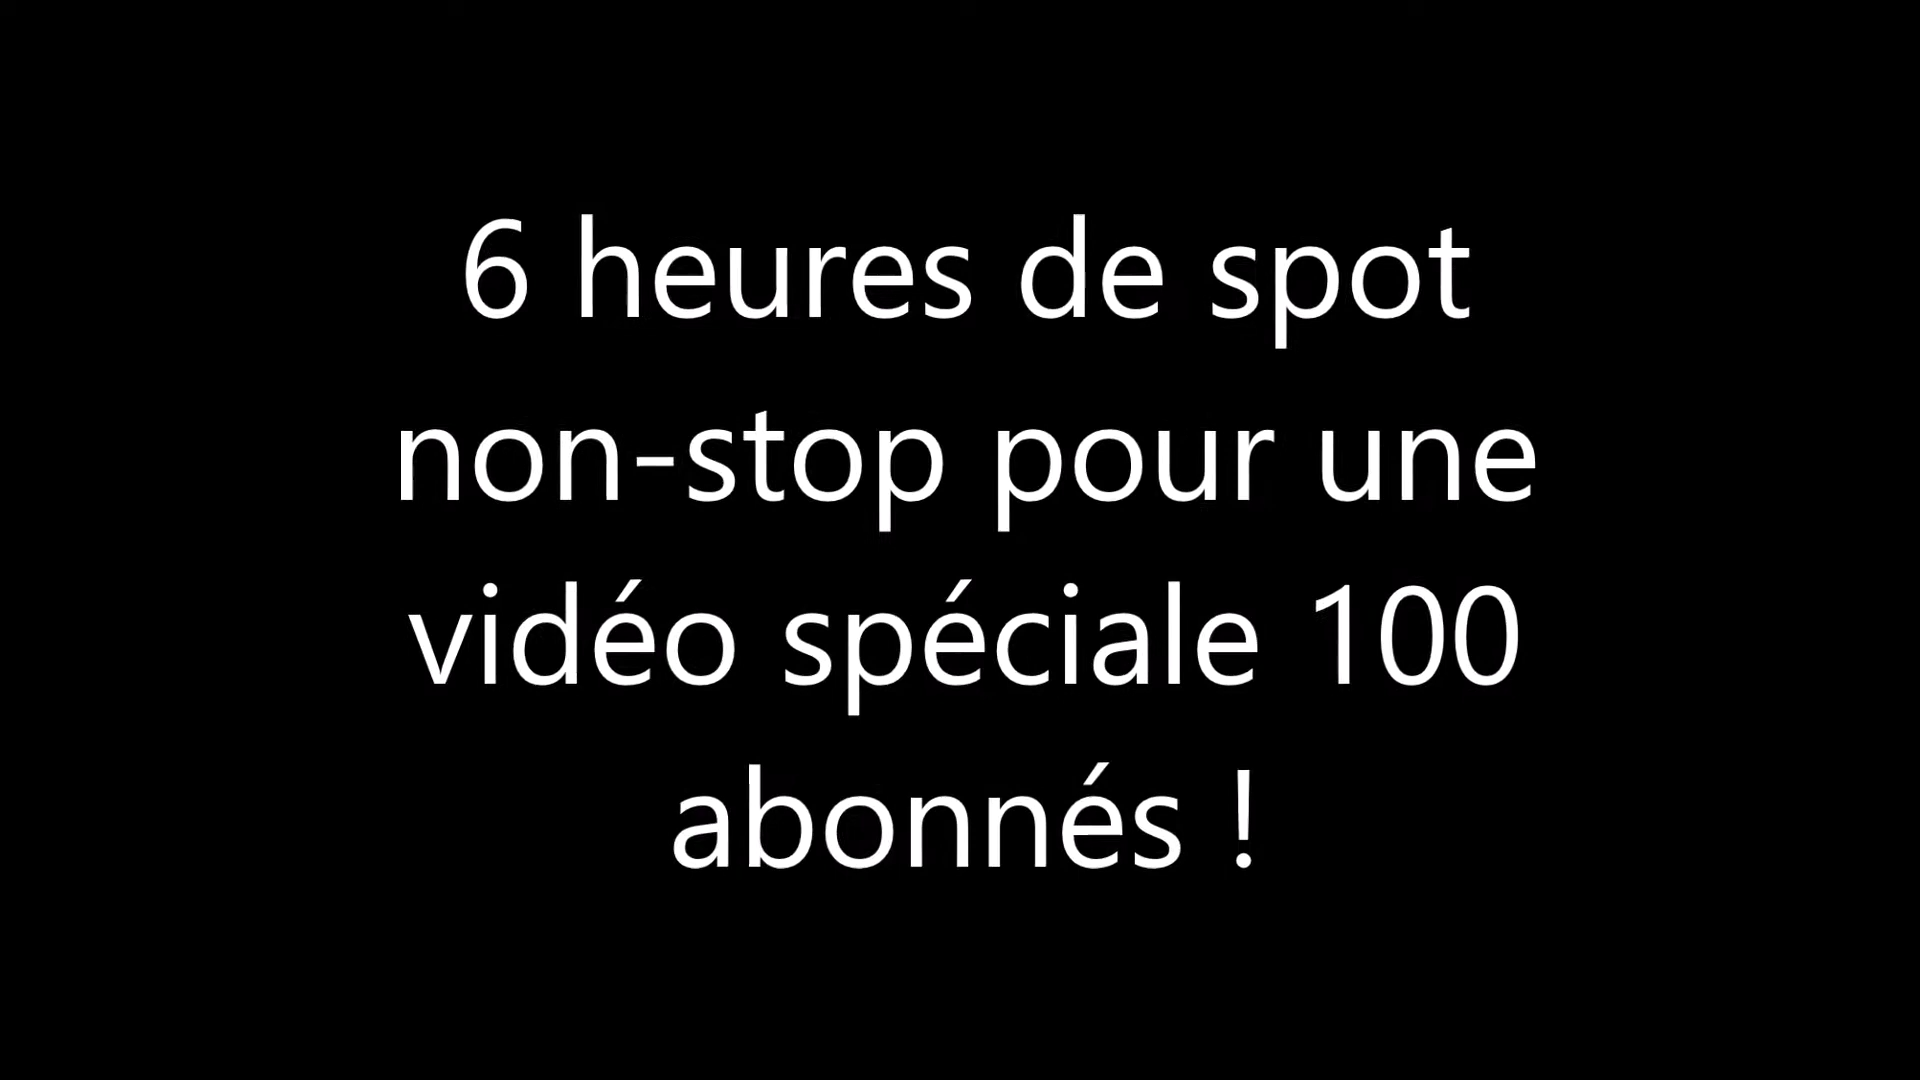 6 heures de spot
non-stop pour une
vidéo spéciale 100
abonnés !